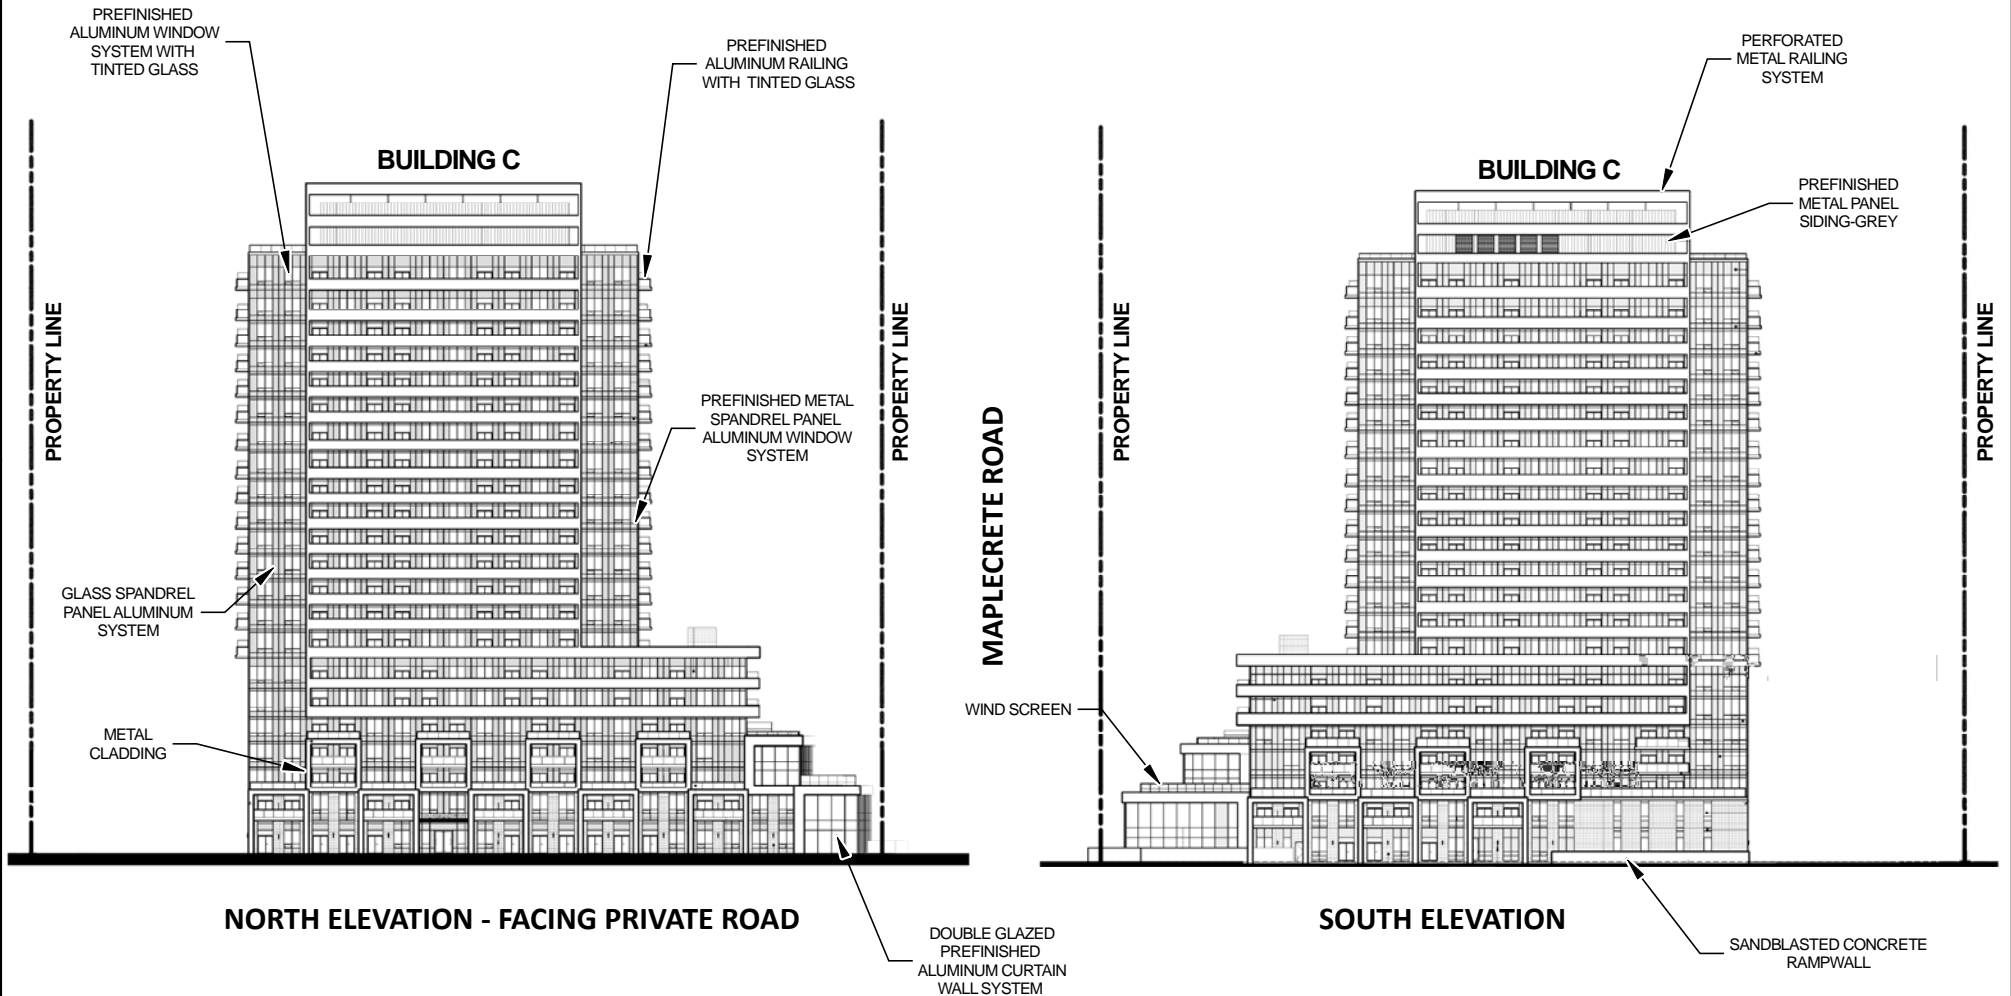 PREFINISHED
ALUMINUM WINDOW
SYSTEM WITH
TINTED GLASS
PREFINISHED
ALUMINUM RAILING
WITH TINTED GLASS
PERFORATED
METAL RAILING
SYSTEM
BUILDING C
BUILDING C
PREFINISHED
METAL PANEL
SIDING-GREY
PROPERTY LINE
PROPERTY LINE
PROPERTY LINE
PROPERTY LINE
PREFINISHED METAL
SPANDREL PANEL
ALUMINUM WINDOW
SYSTEM
MAPLECRETE ROAD
GLASS SPANDREL
PANEL ALUMINUM
SYSTEM
WIND SCREEN
METAL
CLADDING
NORTH ELEVATION - FACING PRIVATE ROAD
SOUTH ELEVATION
DOUBLE GLAZED
PREFINISHED
ALUMINUM CURTAIN
WALL SYSTEM
SANDBLASTED CONCRETE
RAMPWALL